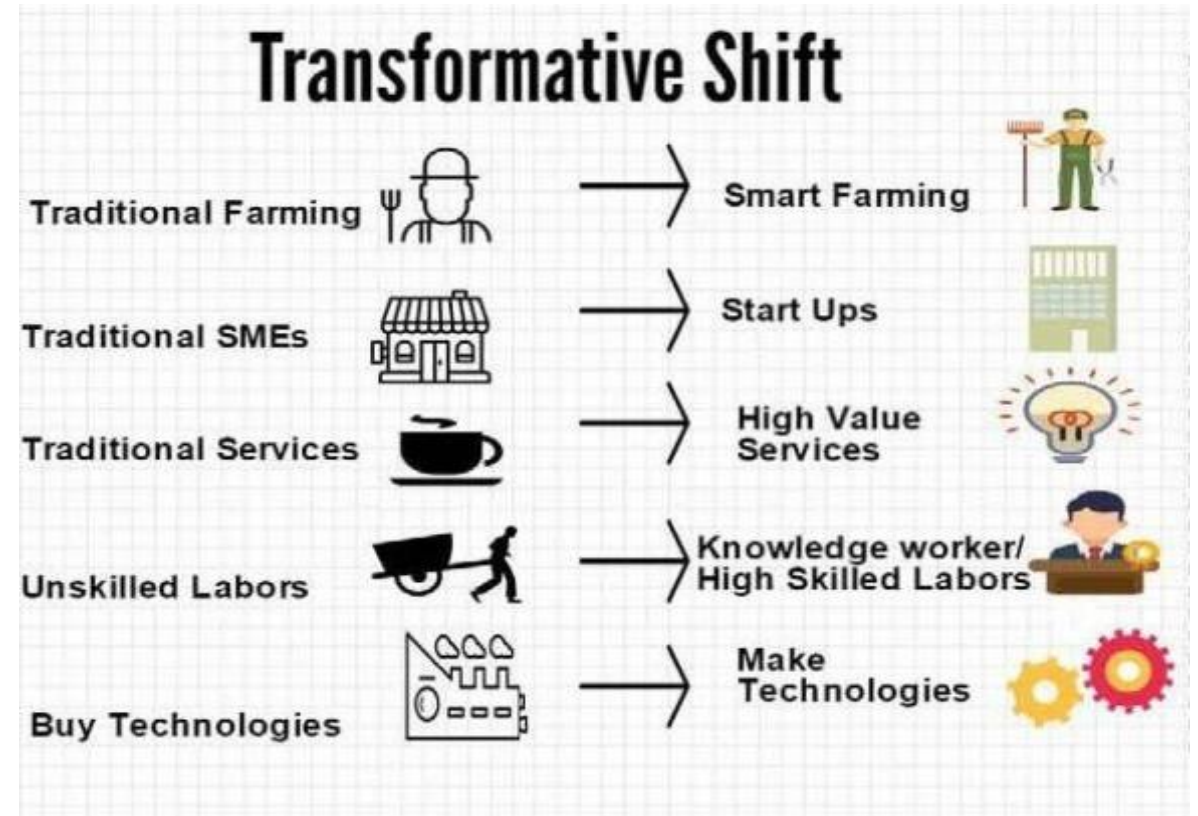 Transformative Shift
Traditional Farming
Smart Farming
Traditional SMEs
Start Ups
Traditional Services
High Value
Services
Unskilled Labors
Knowledge worker/
High Skilled Labors
Buy Technologies
Make
Technologies